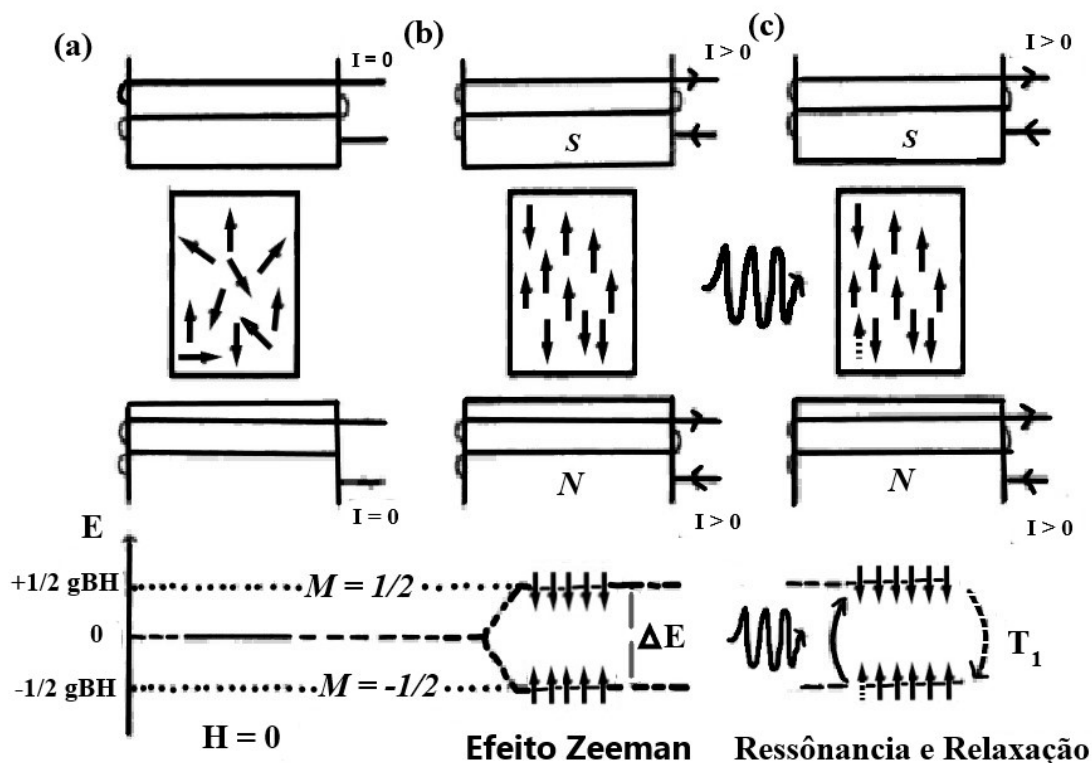 (a)
I = 0
(b)
I > 0
(c)
I > 0
S
S
N
N
I = 0
I > 0
I > 0
E
+1/2 gBH
M = 1/2
0
ΔE
T1
-1/2 gBH
M = -1/2
H = 0
Efeito Zeeman
Ressônancia e Relaxação